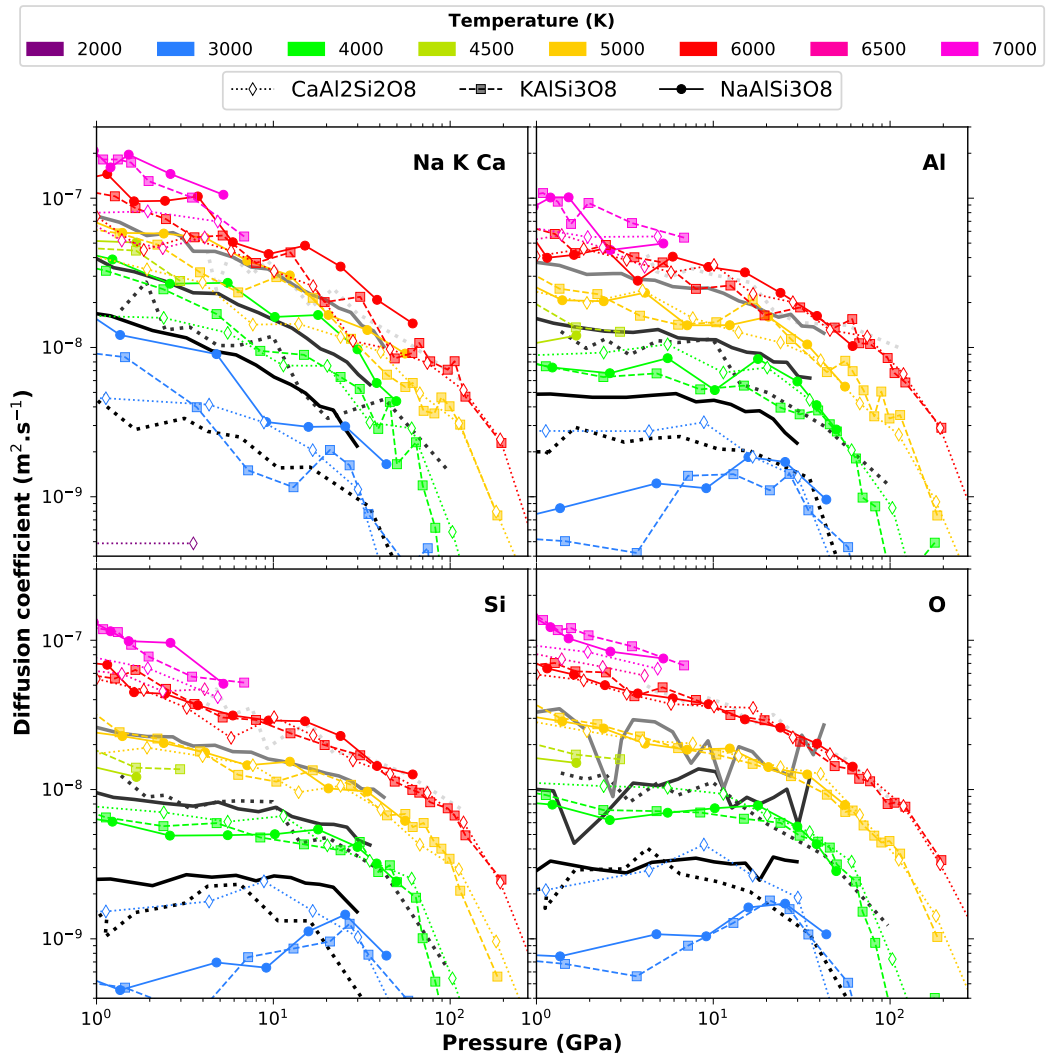 Temperature (K)
2000 3000 4000 4500 5000 6000 6500 7000
CaAl2Si2O8 KAlSi3O8 NaAlSi3O8
Na K Ca Al
10⁻⁷
10⁻⁸
10⁻⁹
Si O
10⁻⁷
10⁻⁸
10⁻⁹
10⁰ 10¹ 10² 10⁰ 10¹ 10²
Diffusion coefficient (m².s⁻¹)
Pressure (GPa)